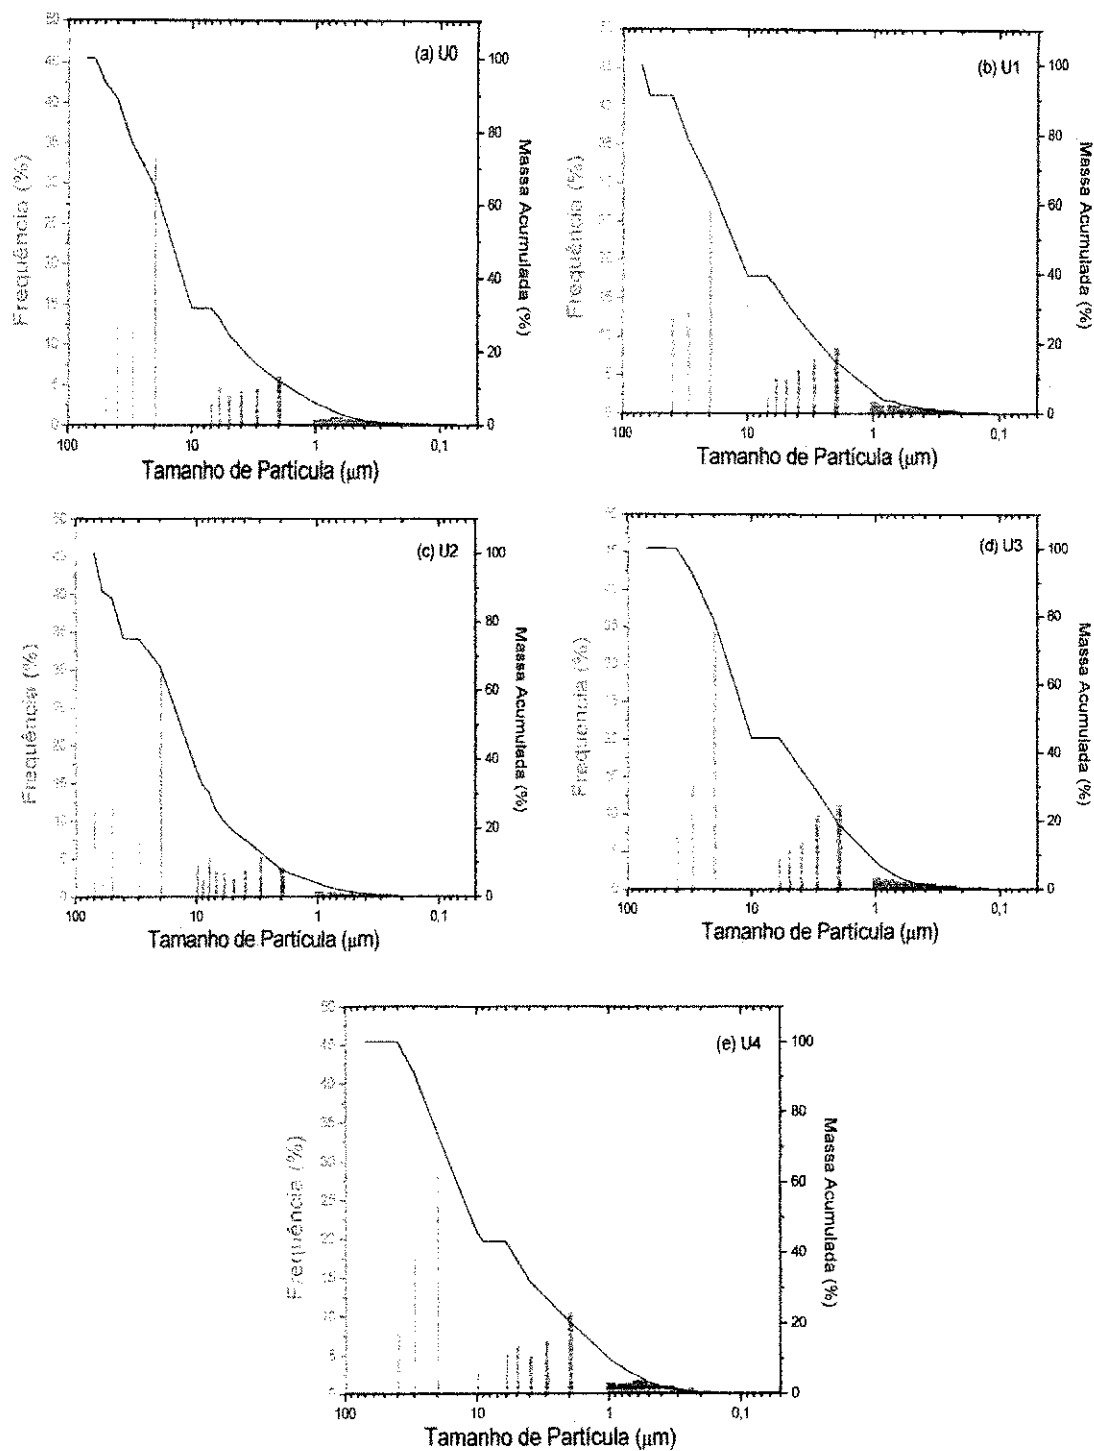 (a) U0
100
80
60
40
20
0
Frequência (%)
Massa Acumulada (%)
100
10
1
0,1
Tamanho de Partícula (μm)
(b) U1
100
80
60
40
20
0
Frequência (%)
Massa Acumulada (%)
100
10
1
0,1
Tamanho de Partícula (μm)
(c) U2
100
80
60
40
20
0
Frequência (%)
Massa Acumulada (%)
100
10
1
0,1
Tamanho de Partícula (μm)
(d) U3
100
80
60
40
20
0
Frequencia (%)
Massa Acumulada (%)
100
10
1
0,1
Tamanho de Partícula (μm)
(e) U4
100
80
60
40
20
0
Frequência (%)
Massa Acumulada (%)
100
10
1
0,1
Tamanho de Partícula (μm)